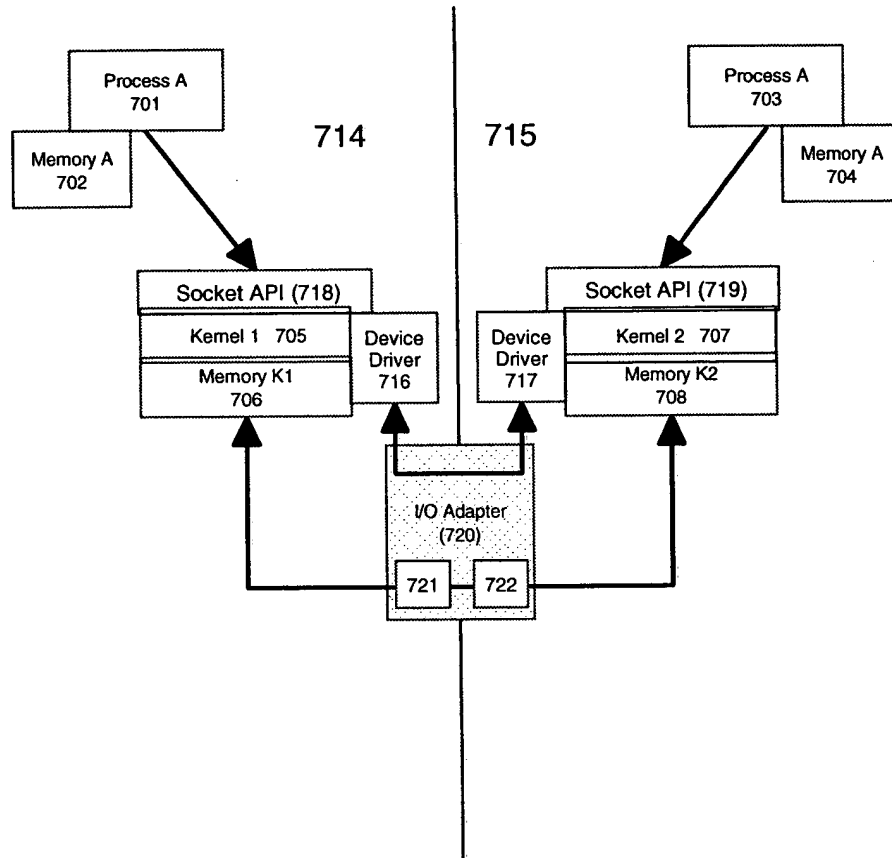 Process A
701
Memory A
702
714
715
Process A
703
Memory A
704
Socket API (718)
Kernel 1 705
Memory K1
706
Device
Driver
716
Device
Driver
717
Socket API (719)
Kernel 2 707
Memory K2
708
I/O Adapter
(720)
721
722